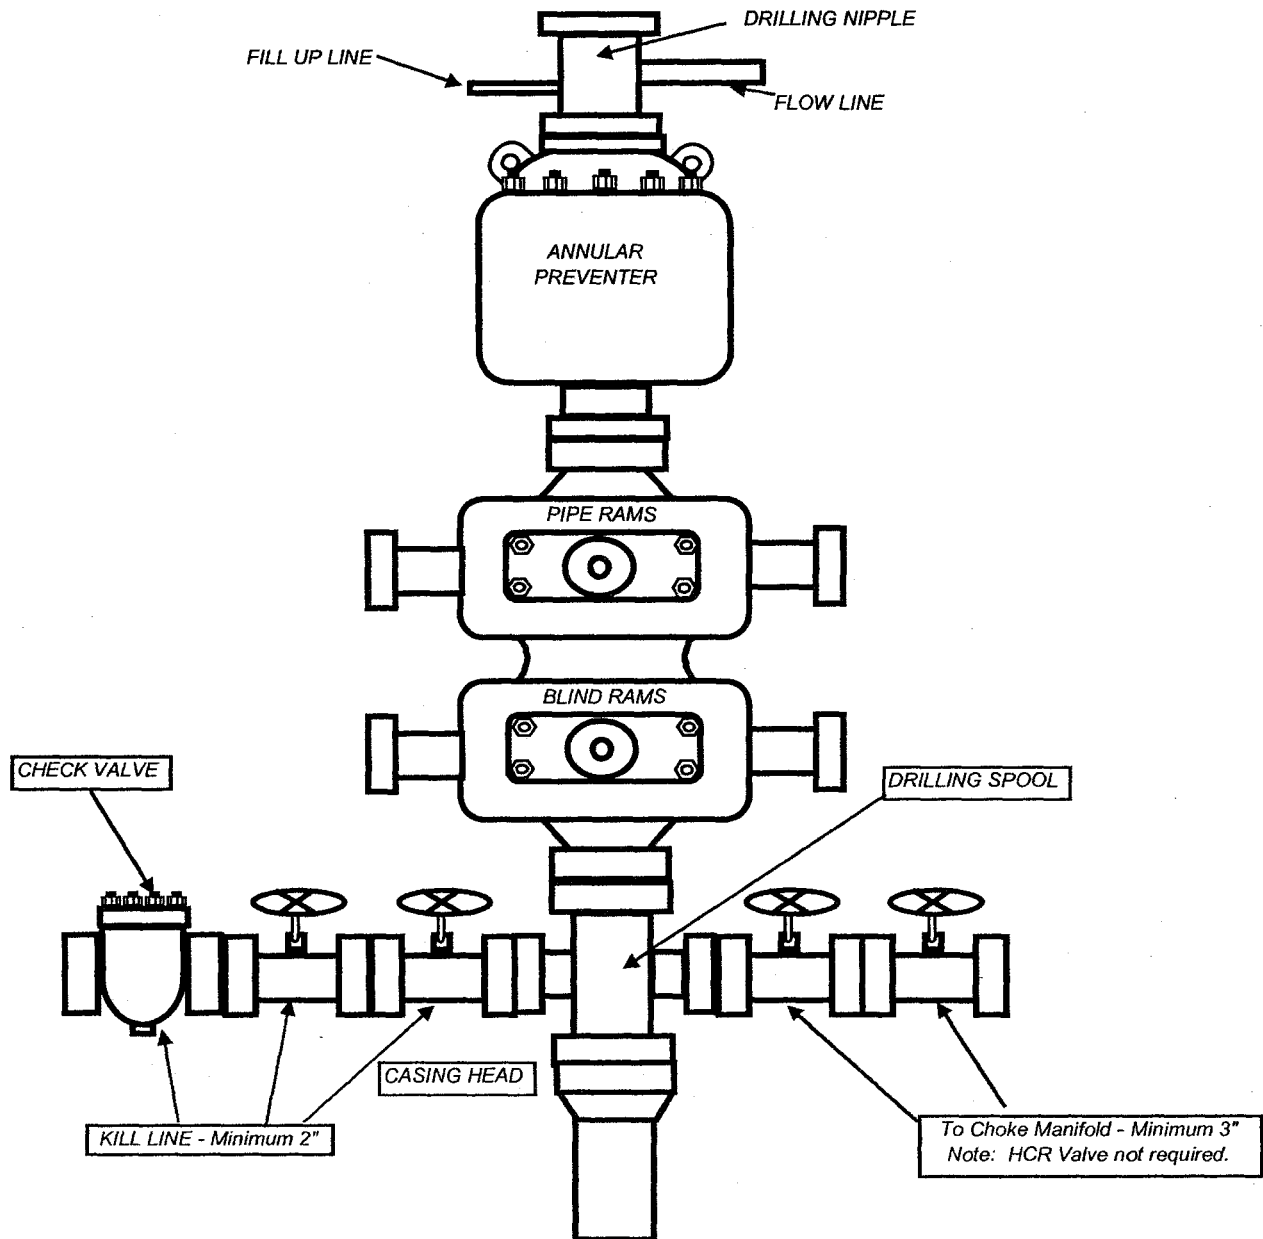 DRILLING NIPPLE
FILL UP LINE
FLOW LINE
ANNULAR
PREVENTER
PIPE RAMS
BLIND RAMS
CHECK VALVE
DRILLING SPOOL
CASING HEAD
KILL LINE - Minimum 2"
To Choke Manifold - Minimum 3"
Note: HCR Valve not required.